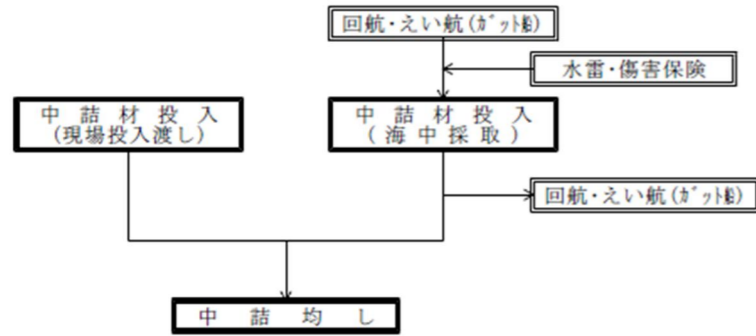 回航・えい航(ｶﾞｯﾄ船)
水雷・傷害保険
中詰材投入
(現場投入渡し)
中詰材投入
(海中採取)
回航・えい航(ｶﾞｯﾄ船)
中詰均し